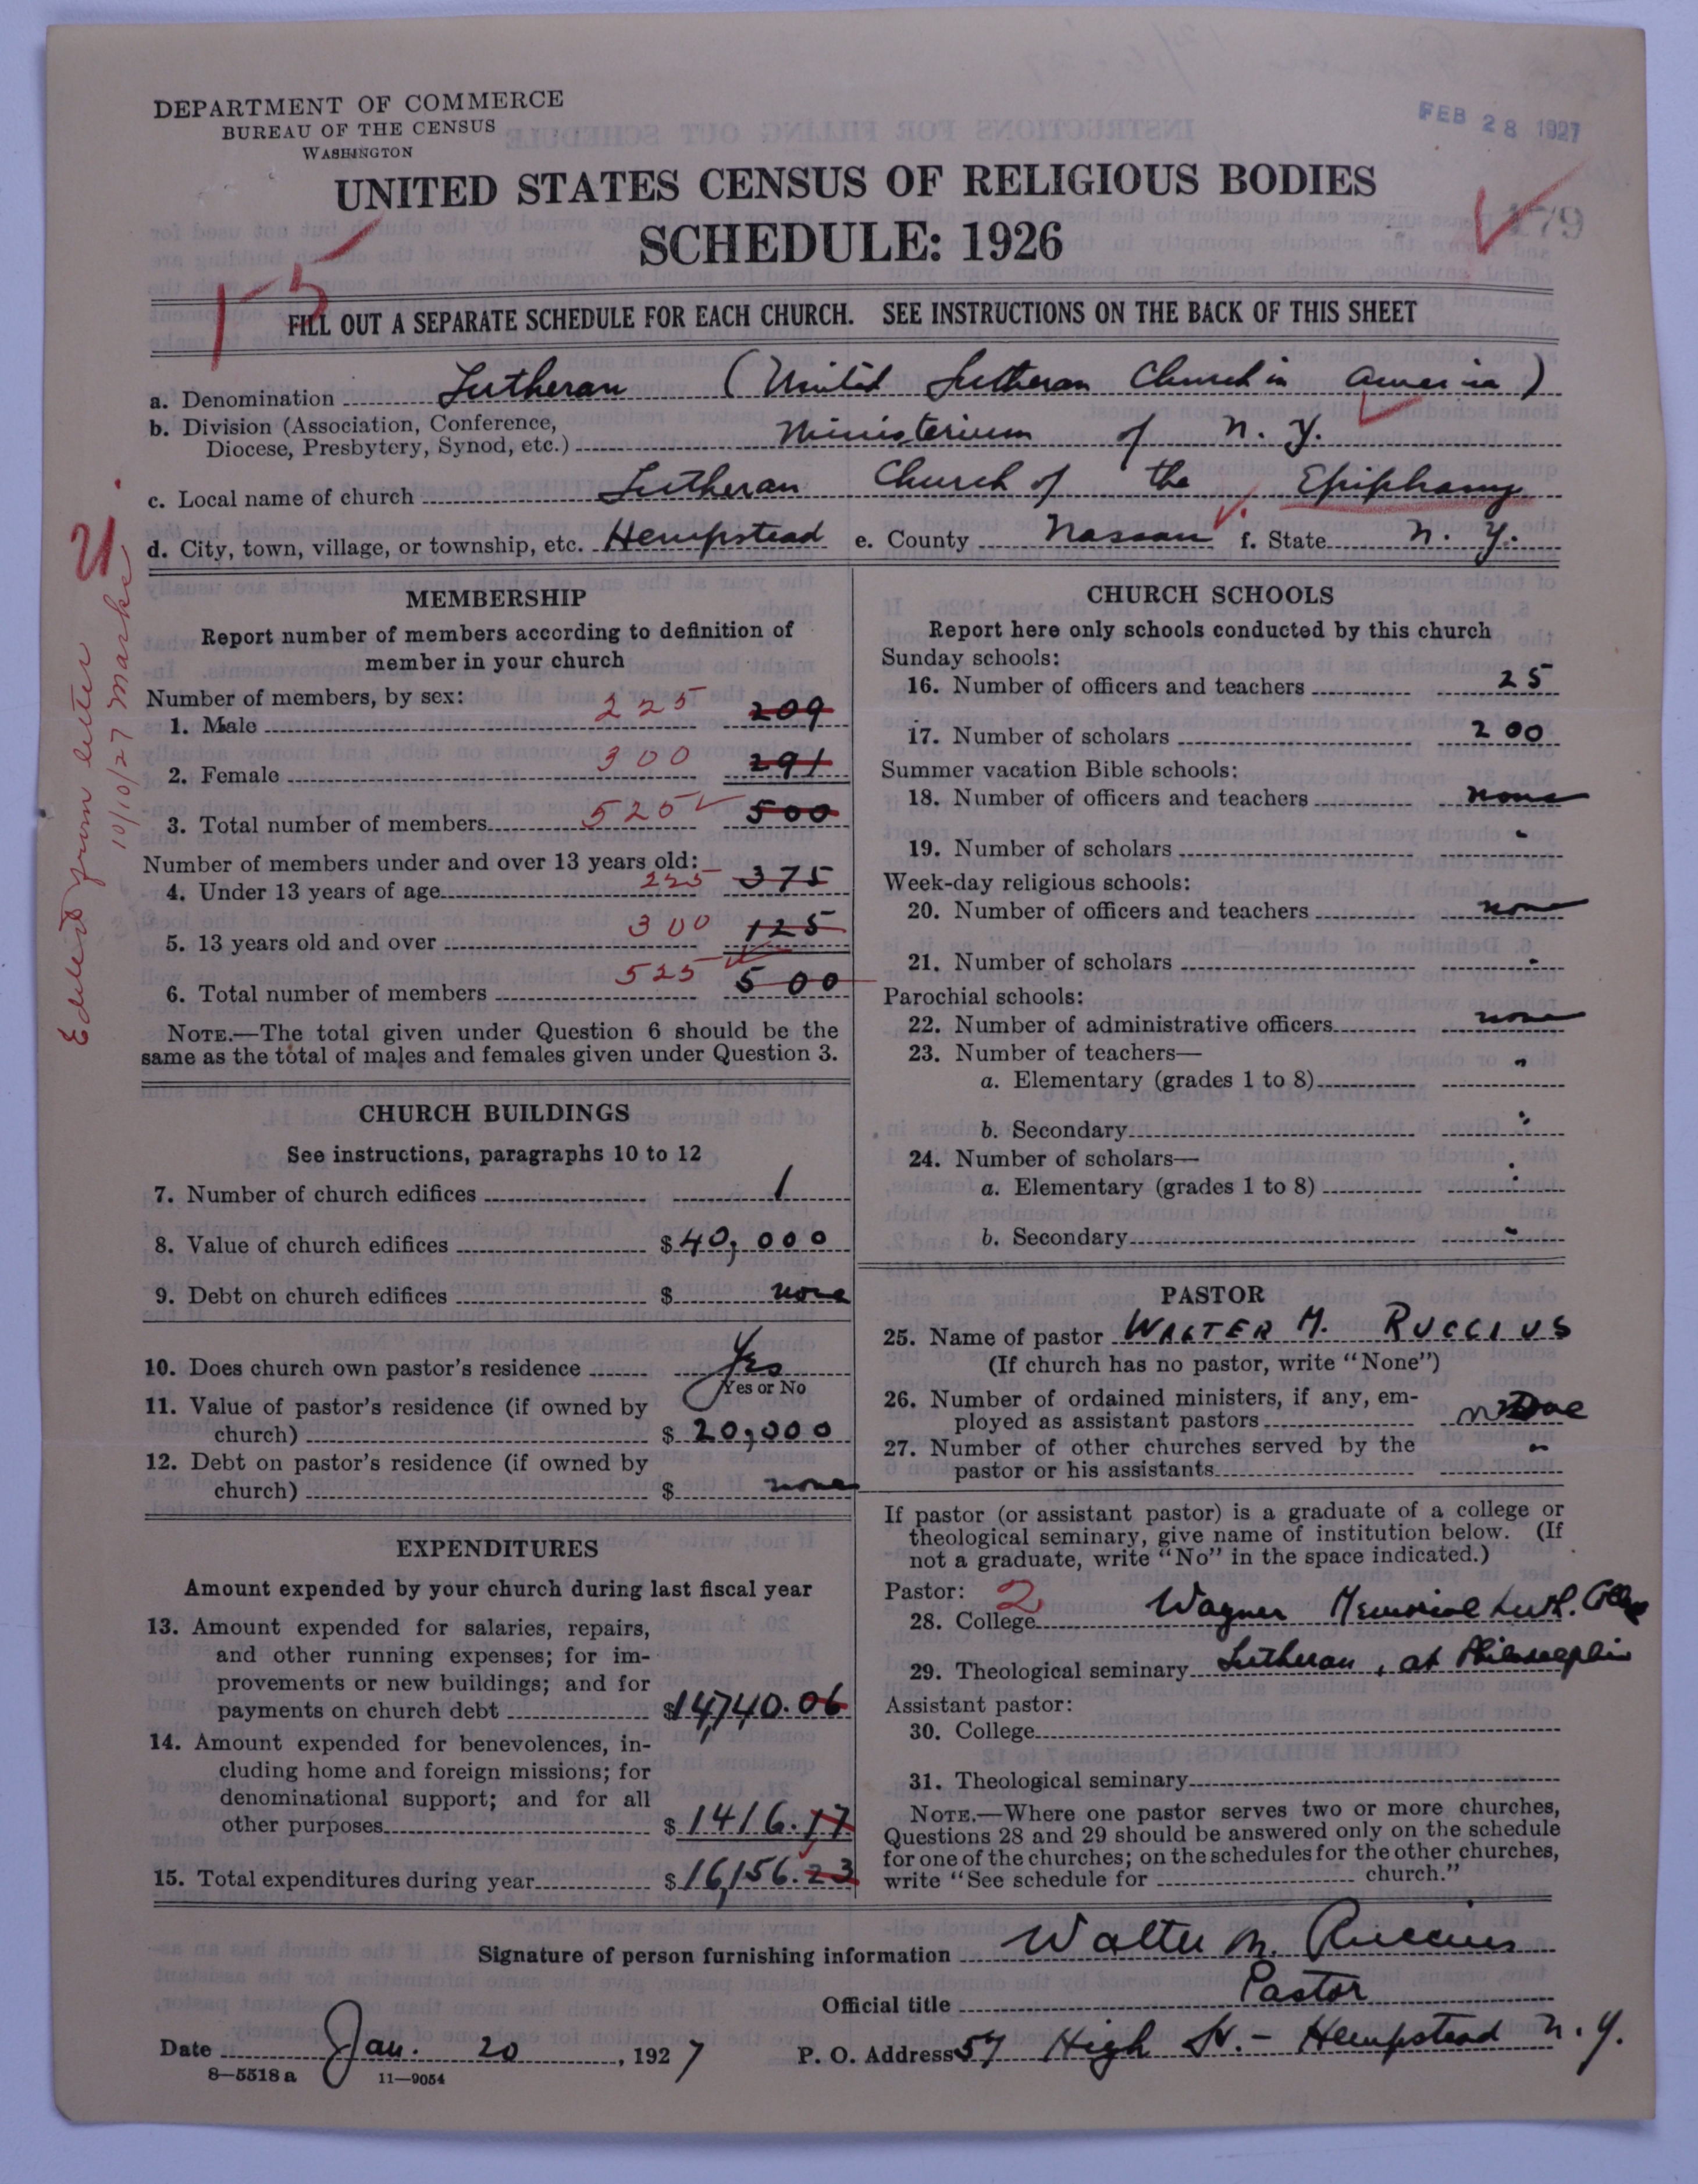 DEPARTMENT OF COMMERCE
BUREAU OF THE CENSUS
WASHINGTON
FEB 28 1927
UNITED STATES CENSUS OF RELIGIOUS BODIES
SCHEDULE: 1926
179
FILL OUT A SEPARATE SCHEDULE FOR EACH CHURCH. SEE INSTRUCTIONS ON THE BACK OF THIS SHEET
a. Denomination Lutheran (United Lutheran Church in America)
b. Division (Association, Conference,
Diocese, Presbytery, Synod, etc.) Ministerium of N. Y.
c. Local name of church Lutheran Church of the Epiphany
d. City, town, village, or township, etc. Hempstead e. County Nassau f. State N. Y.
Edited from letter
10/10/27
MEMBERSHIP
Report number of members according to definition of
member in your church
Number of members, by sex:
1. Male 225 209
2. Female 300 291
3. Total number of members 525 500
Number of members under and over 13 years old:
4. Under 13 years of age 225 375
5. 13 years old and over 300 125
6. Total number of members 525 500
NOTE.—The total given under Question 6 should be the
same as the total of males and females given under Question 3.
CHURCH BUILDINGS
See instructions, paragraphs 10 to 12
7. Number of church edifices 1
8. Value of church edifices $40,000
9. Debt on church edifices $ none
10. Does church own pastor's residence Yes
Yes or No
11. Value of pastor's residence (if owned by
church) $ 20,000
12. Debt on pastor's residence (if owned by
church) $ none
EXPENDITURES
Amount expended by your church during last fiscal year
13. Amount expended for salaries, repairs,
and other running expenses; for im-
provements or new buildings; and for
payments on church debt $14,740.06
14. Amount expended for benevolences, in-
cluding home and foreign missions; for
denominational support; and for all
other purposes $1416.17
15. Total expenditures during year $16,156.23
CHURCH SCHOOLS
Report here only schools conducted by this church
Sunday schools:
16. Number of officers and teachers 25
17. Number of scholars 200
Summer vacation Bible schools:
18. Number of officers and teachers none
19. Number of scholars "
Week-day religious schools:
20. Number of officers and teachers none
21. Number of scholars "
Parochial schools:
22. Number of administrative officers none
23. Number of teachers—
a. Elementary (grades 1 to 8) "
b. Secondary "
24. Number of scholars—
a. Elementary (grades 1 to 8) "
b. Secondary "
PASTOR
25. Name of pastor WALTER M. RUCCIUS
(If church has no pastor, write "None")
26. Number of ordained ministers, if any, em-
ployed as assistant pastors none
27. Number of other churches served by the
pastor or his assistants "
If pastor (or assistant pastor) is a graduate of a college or
theological seminary, give name of institution below. (If
not a graduate, write "No" in the space indicated.)
Pastor: 2
28. College Wagner Memorial Luth. College
29. Theological seminary Lutheran, at Philadelphia
Assistant pastor:
30. College
31. Theological seminary
NOTE.—Where one pastor serves two or more churches,
Questions 28 and 29 should be answered only on the schedule
for one of the churches; on the schedules for the other churches,
write "See schedule for church."
Signature of person furnishing information Walter M. Ruccius
Official title Pastor
Date Jan. 20, 1927 P. O. Address 57 High St. - Hempstead N. Y.
8—5518a 11—9054